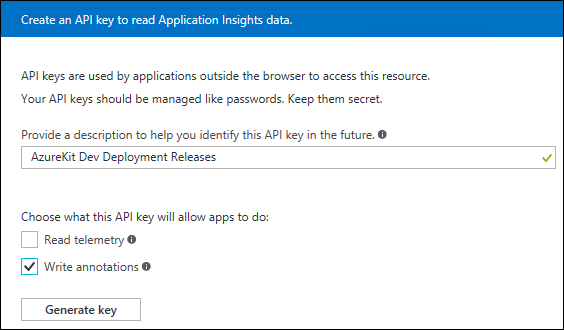 Create an API key to read Application Insights data.
API keys are used by applications outside the browser to access this resource.
Your API keys should be managed like passwords. Keep them secret.
Provide a description to help you identify this API key in the future.
AzureKit Dev Deployment Releases
Choose what this API key will allow apps to do:
Read telemetry
Write annotations
Generate key